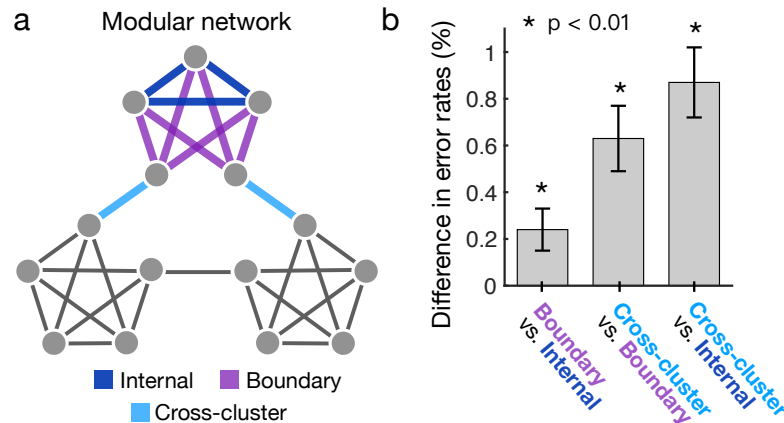 a
Modular network
Internal
Boundary
Cross-cluster
b
* p < 0.01
Difference in error rates (%)
1
0.8
0.6
0.4
0.2
0
*
*
*
Boundary
vs. Internal
Cross-cluster
vs. Boundary
Cross-cluster
vs. Internal